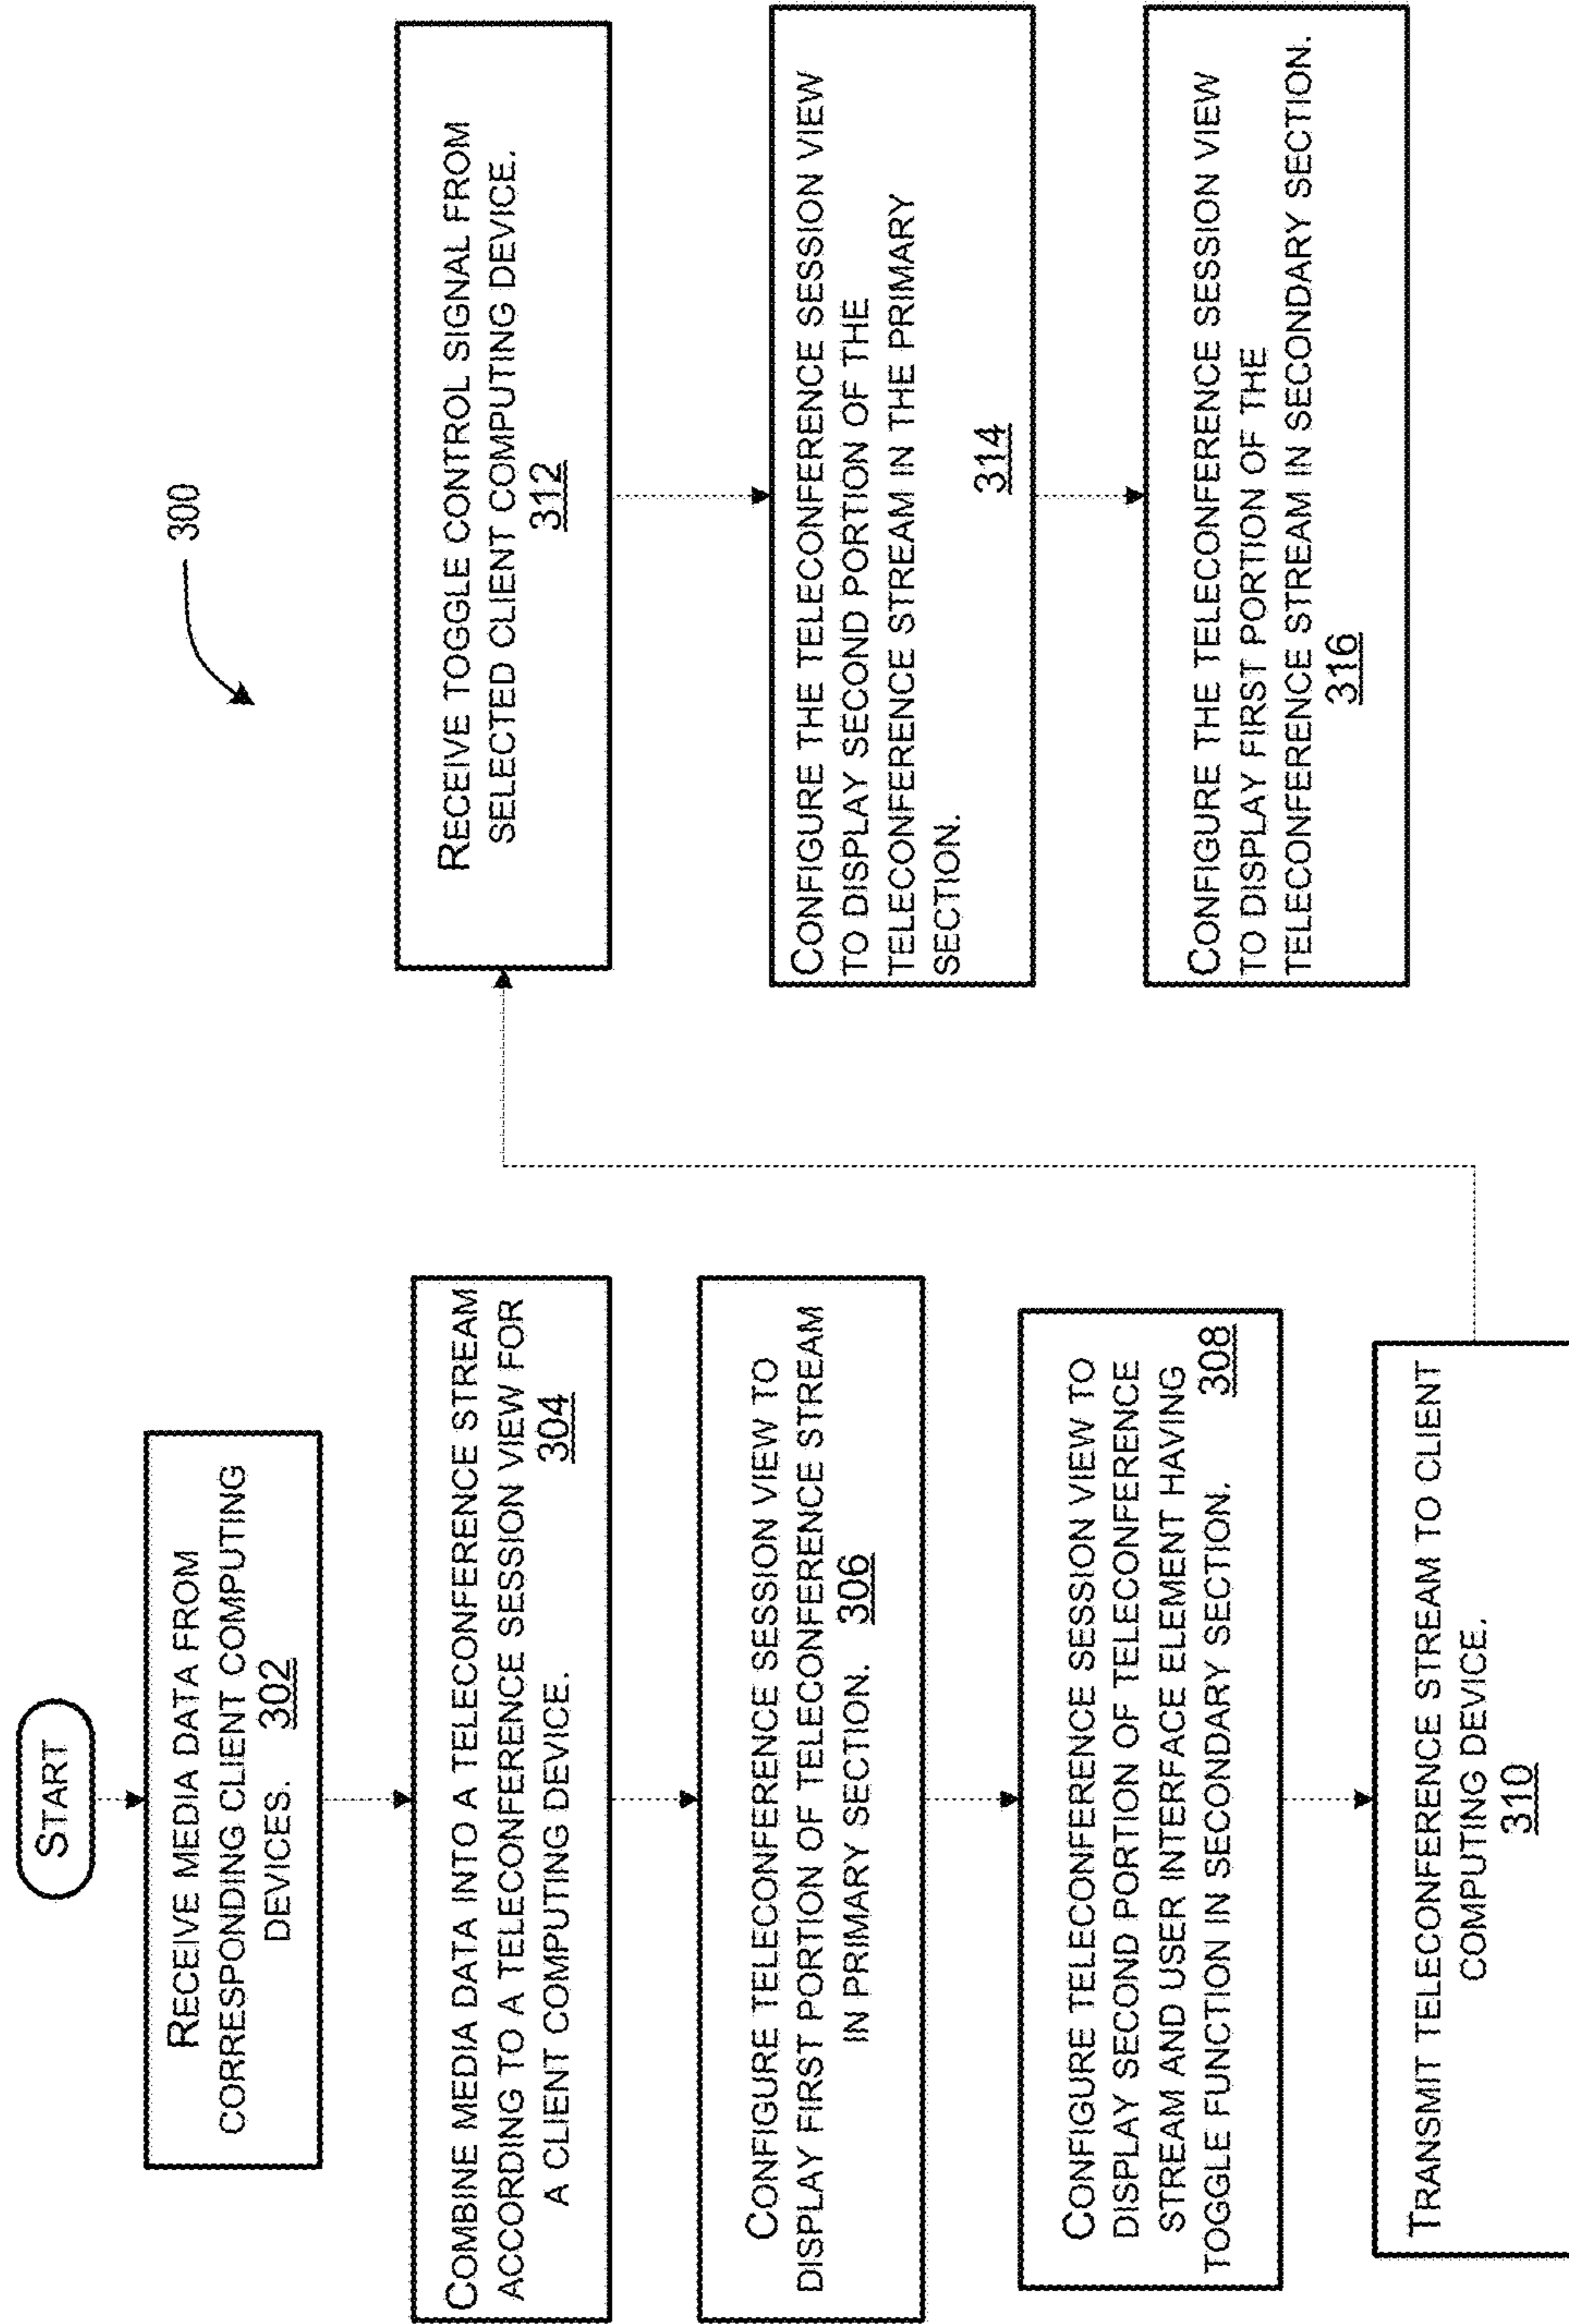 300
START
RECEIVE MEDIA DATA FROM
CORRESPONDING CLIENT COMPUTING
DEVICES. 302
COMBINE MEDIA DATA INTO A TELECONFERENCE STREAM
ACCORDING TO A TELECONFERENCE SESSION VIEW FOR
A CLIENT COMPUTING DEVICE. 304
CONFIGURE TELECONFERENCE SESSION VIEW TO
DISPLAY FIRST PORTION OF TELECONFERENCE STREAM
IN PRIMARY SECTION. 306
CONFIGURE TELECONFERENCE SESSION VIEW TO
DISPLAY SECOND PORTION OF TELECONFERENCE
STREAM AND USER INTERFACE ELEMENT HAVING
TOGGLE FUNCTION IN SECONDARY SECTION. 308
TRANSMIT TELECONFERENCE STREAM TO CLIENT
COMPUTING DEVICE.
310
RECEIVE TOGGLE CONTROL SIGNAL FROM
SELECTED CLIENT COMPUTING DEVICE.
312
CONFIGURE THE TELECONFERENCE SESSION VIEW
TO DISPLAY SECOND PORTION OF THE
TELECONFERENCE STREAM IN THE PRIMARY
SECTION. 314
CONFIGURE THE TELECONFERENCE SESSION VIEW
TO DISPLAY FIRST PORTION OF THE
TELECONFERENCE STREAM IN SECONDARY SECTION.
316